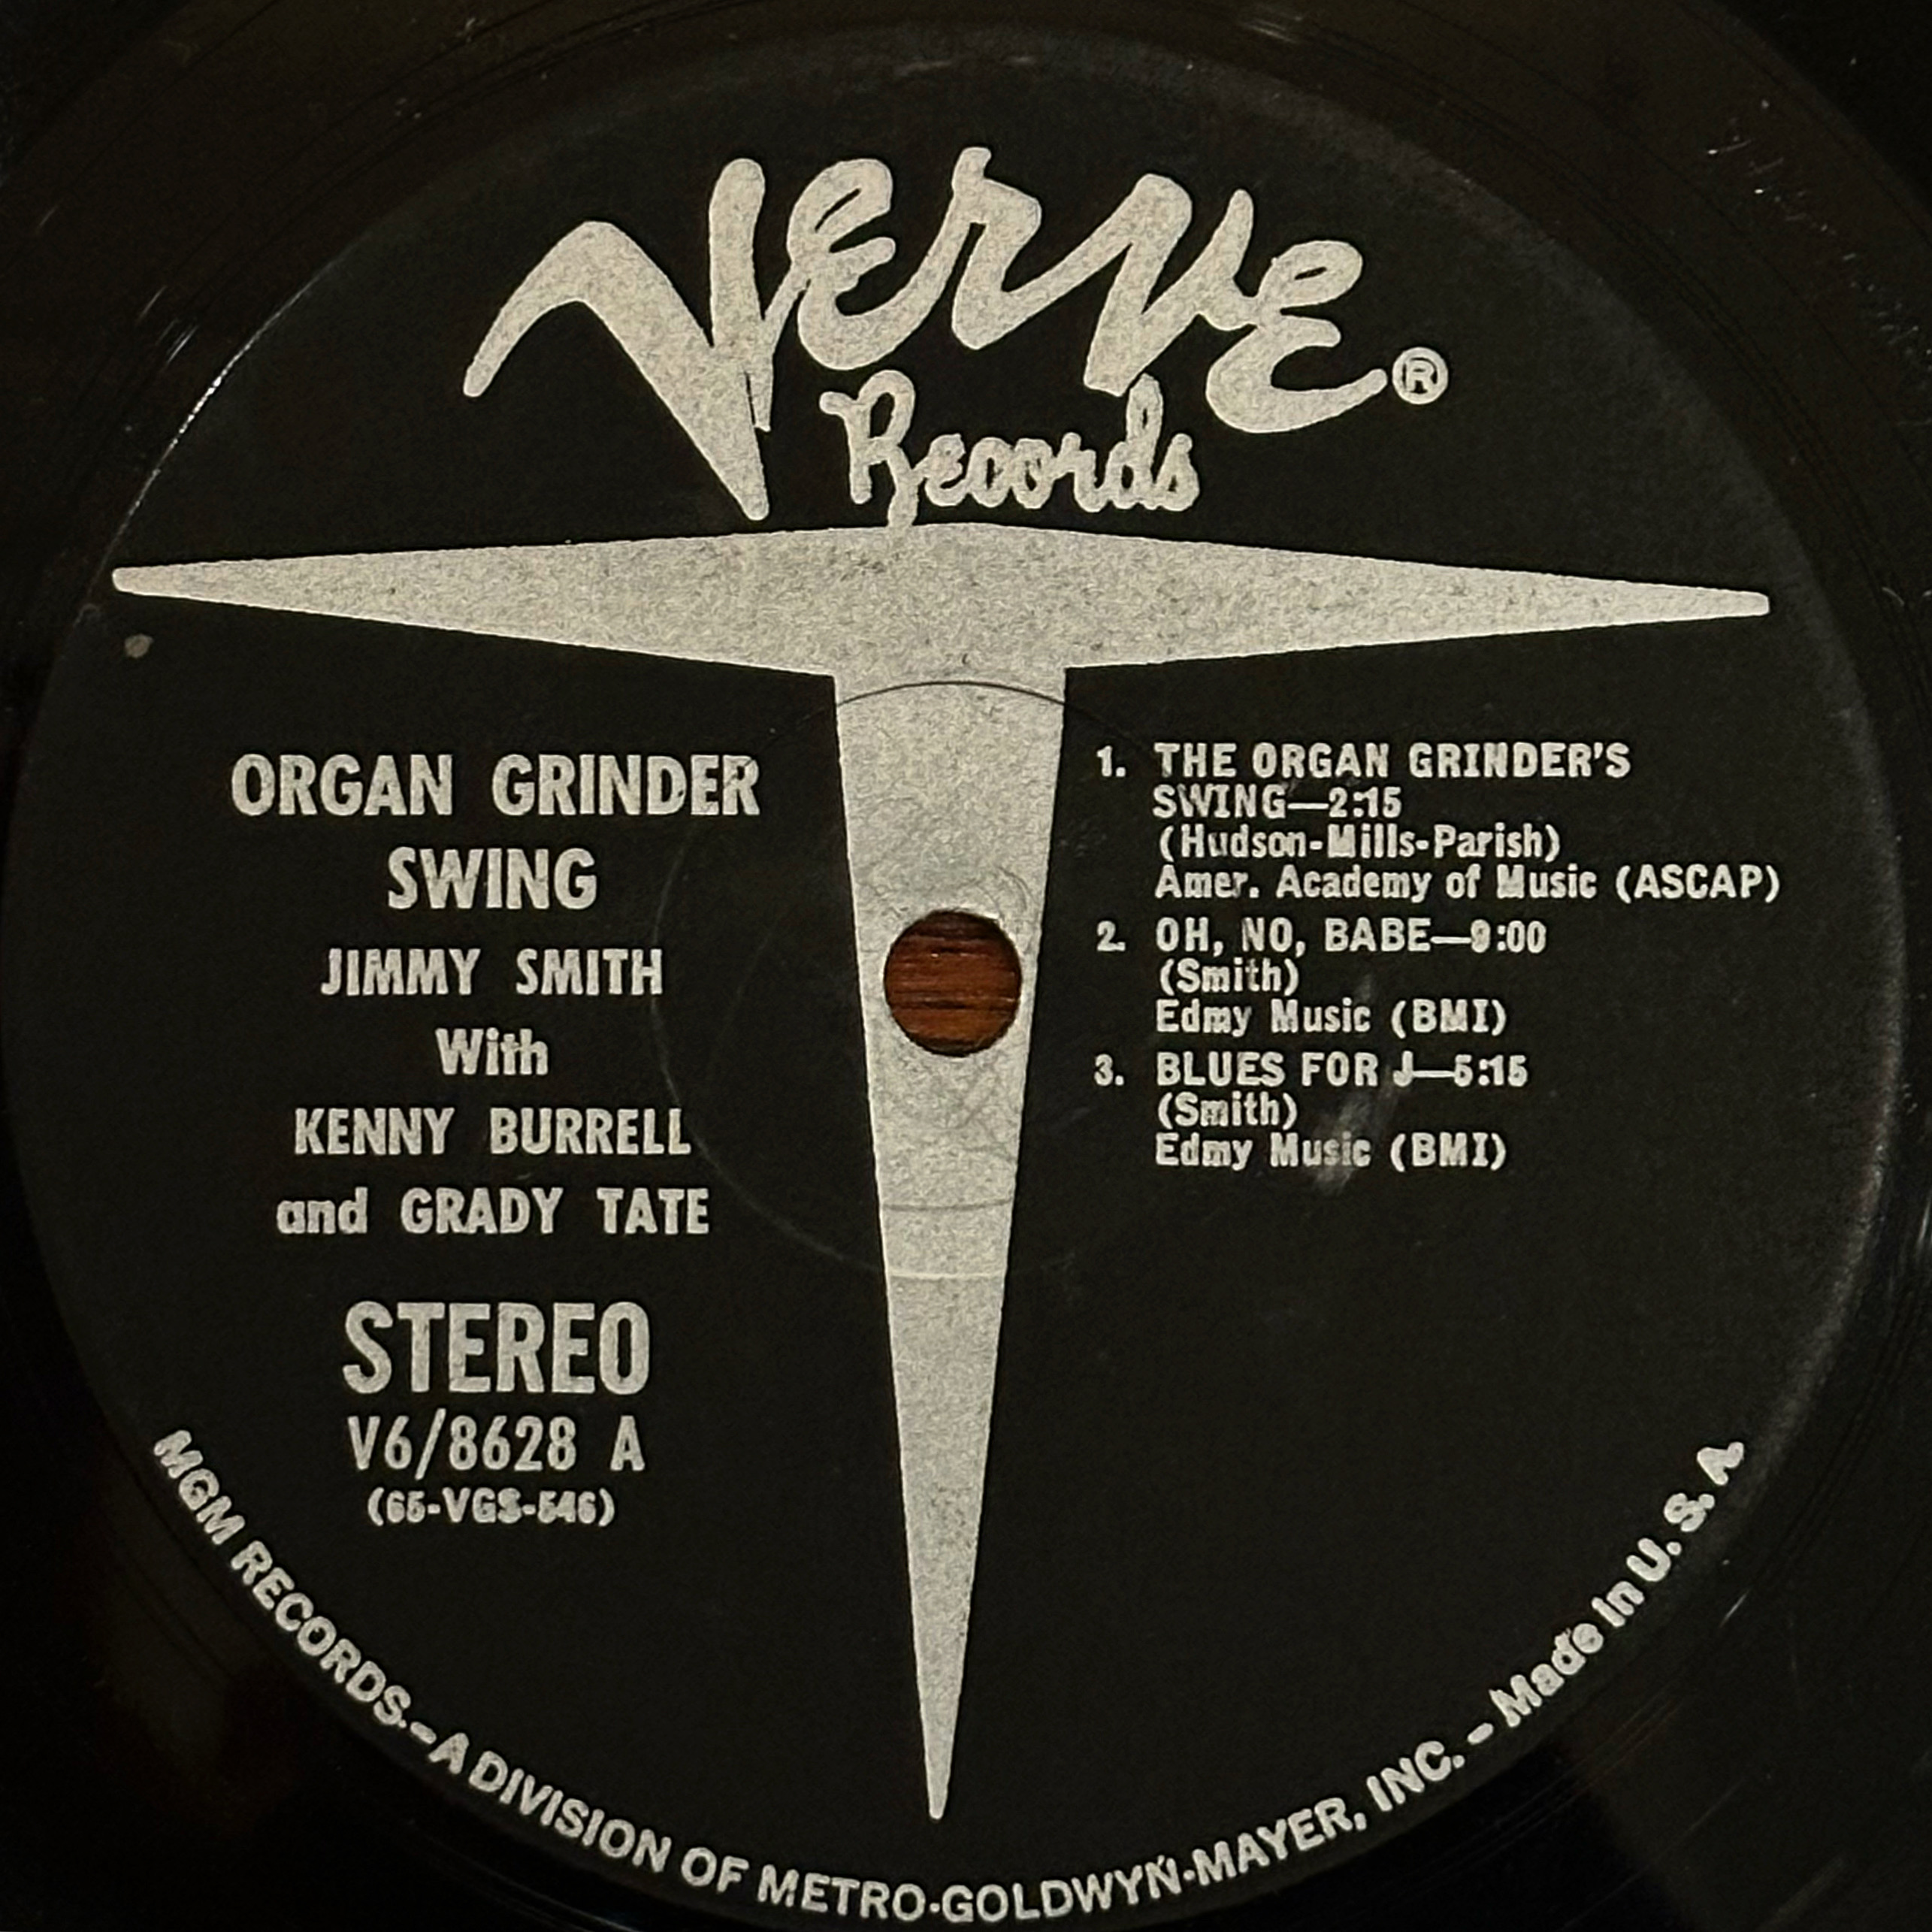 Verve®
Records
ORGAN GRINDER
SWING
JIMMY SMITH
With
KENNY BURRELL
and GRADY TATE
STEREO
V6/8628 A
(65-VGS-546)
1. THE ORGAN GRINDER'S
SWING—2:15
(Hudson-Mills-Parish)
Amer. Academy of Music (ASCAP)
2. OH, NO, BABE—9:00
(Smith)
Edmy Music (BMI)
3. BLUES FOR J—5:15
(Smith)
Edmy Music (BMI)
MGM RECORDS.-A DIVISION OF METRO-GOLDWYN-MAYER, INC. - Made in U. S. A.